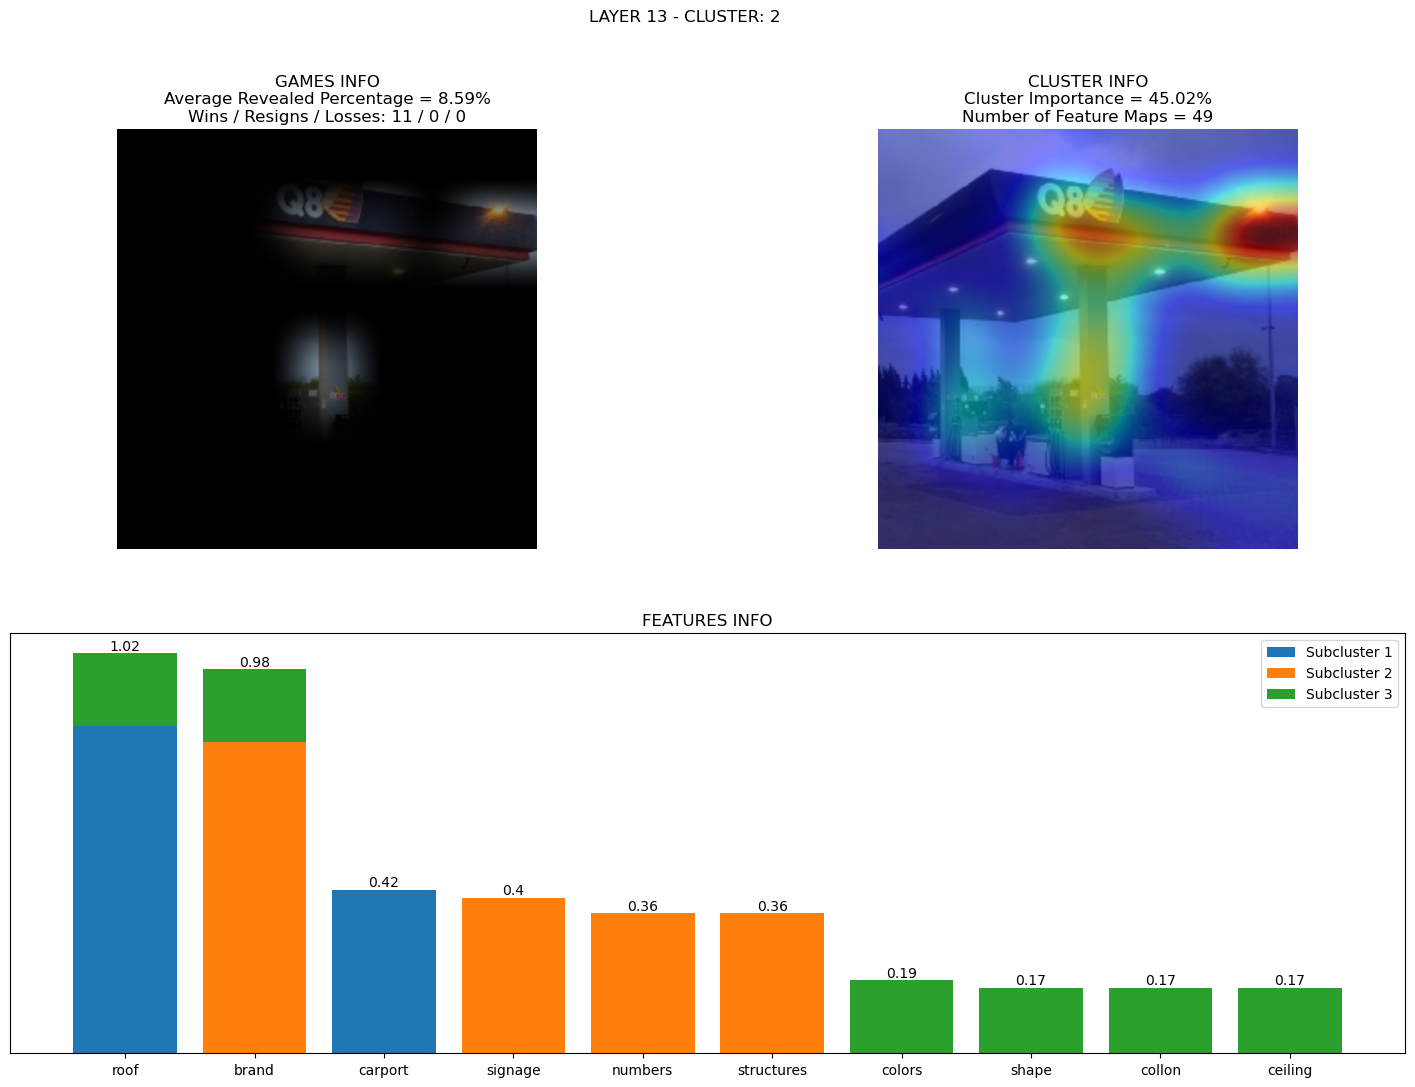 LAYER 13 - CLUSTER: 2
GAMES INFO
Average Revealed Percentage = 8.59%
Wins / Resigns / Losses: 11 / 0 / 0
Q8
CLUSTER INFO
Cluster Importance = 45.02%
Number of Feature Maps = 49
Q8
FEATURES INFO
Subcluster 1
Subcluster 2
Subcluster 3
1.02
0.98
0.42
0.4
0.36
0.36
0.19
0.17
0.17
0.17
roof
brand
carport
signage
numbers
structures
colors
shape
collon
ceiling